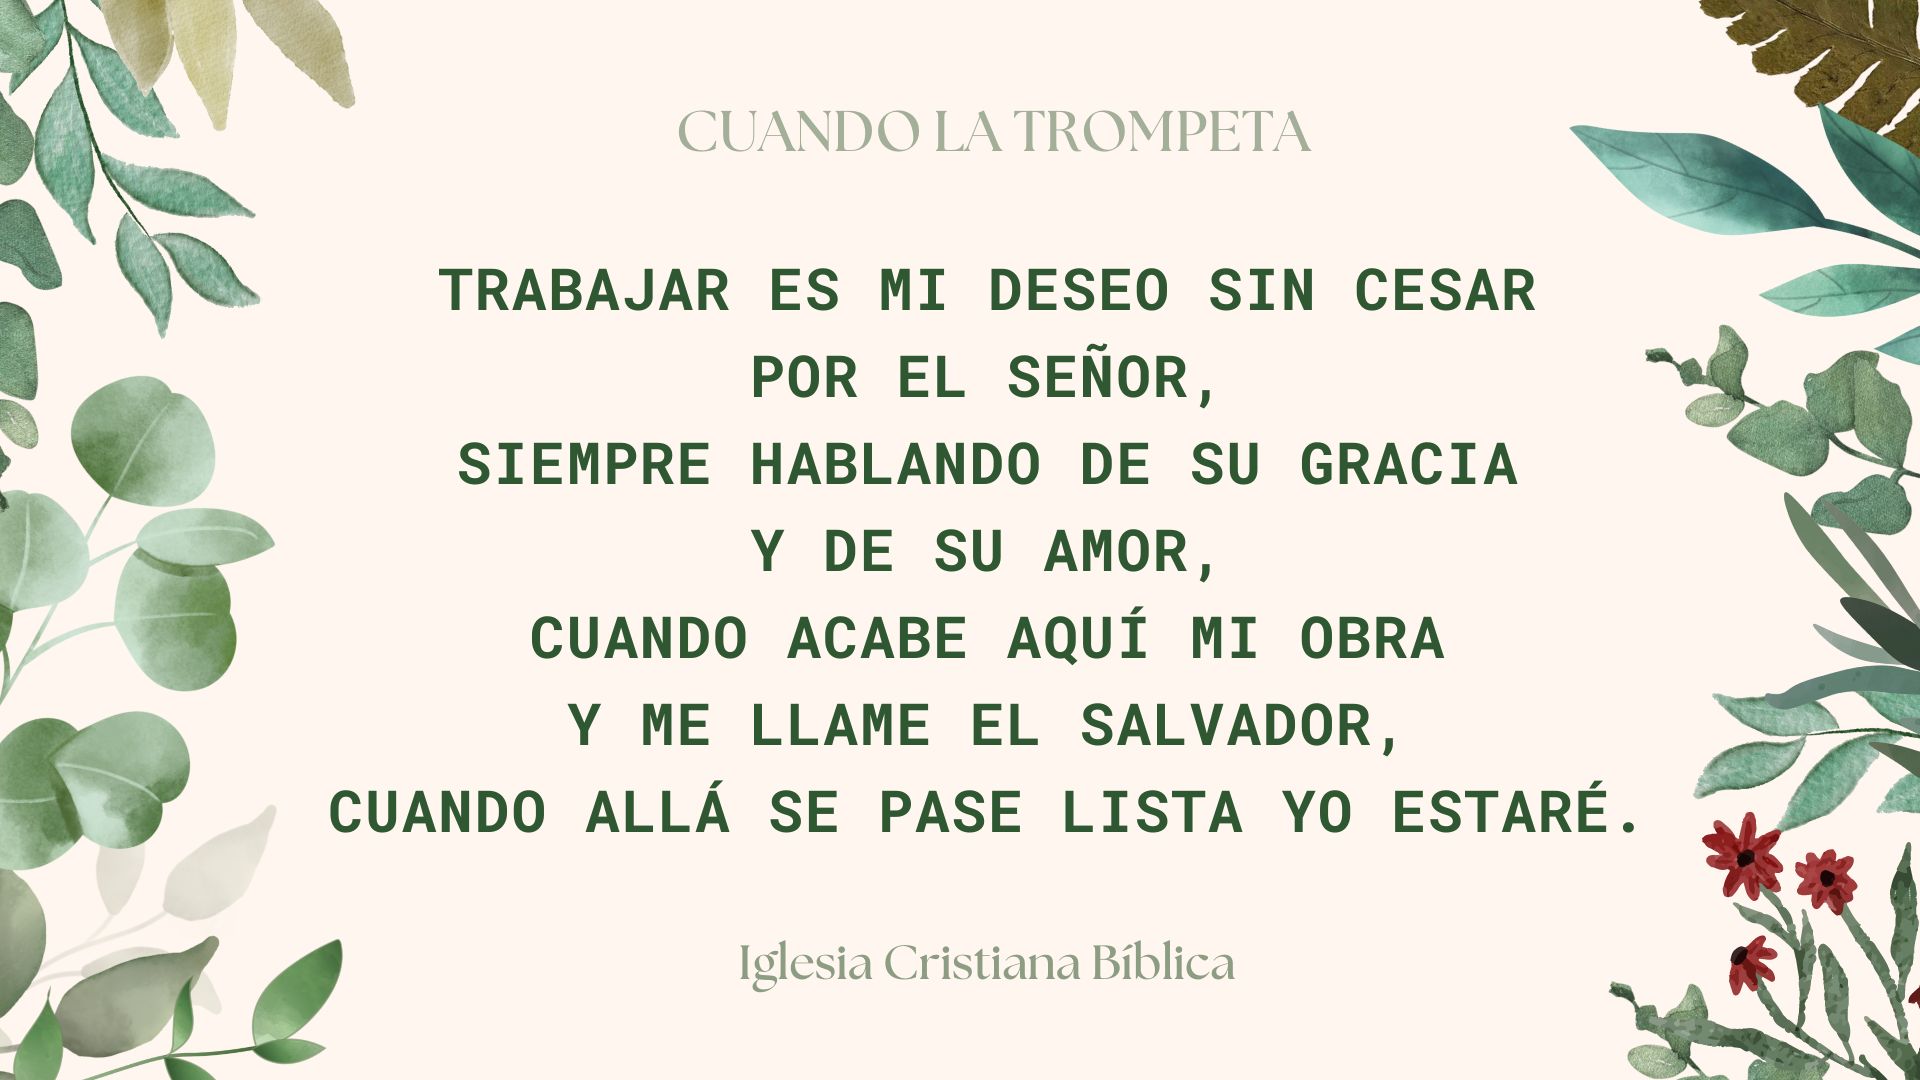 CUANDO LA TROMPETA
TRABAJAR ES MI DESEO SIN CESAR
POR EL SEÑOR,
SIEMPRE HABLANDO DE SU GRACIA
Y DE SU AMOR,
CUANDO ACABE AQUÍ MI OBRA
Y ME LLAME EL SALVADOR,
CUANDO ALLÁ SE PASE LISTA YO ESTARÉ.
Iglesia Cristiana Bíblica